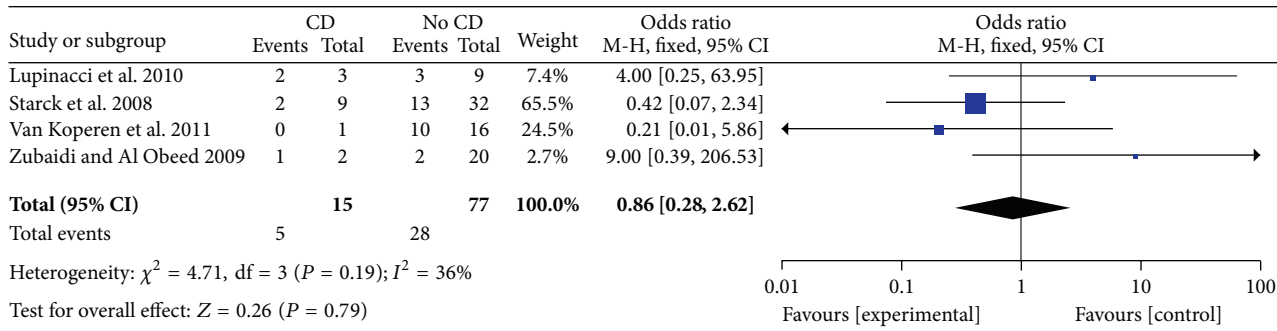 Study or subgroup CD No CD Weight Odds ratio Odds ratio
Events Total Events Total M-H, fixed, 95% CI M-H, fixed, 95% CI
Lupinacci et al. 2010 2 3 3 9 7.4% 4.00 [0.25, 63.95]
Starck et al. 2008 2 9 13 32 65.5% 0.42 [0.07, 2.34]
Van Koperen et al. 2011 0 1 10 16 24.5% 0.21 [0.01, 5.86]
Zubaidi and Al Obeed 2009 1 2 2 20 2.7% 9.00 [0.39, 206.53]
Total (95% CI) 15 77 100.0% 0.86 [0.28, 2.62]
Total events 5 28
Heterogeneity: χ² = 4.71, df = 3 (P = 0.19); I² = 36%
Test for overall effect: Z = 0.26 (P = 0.79)
0.01 0.1 1 10 100
Favours [experimental] Favours [control]